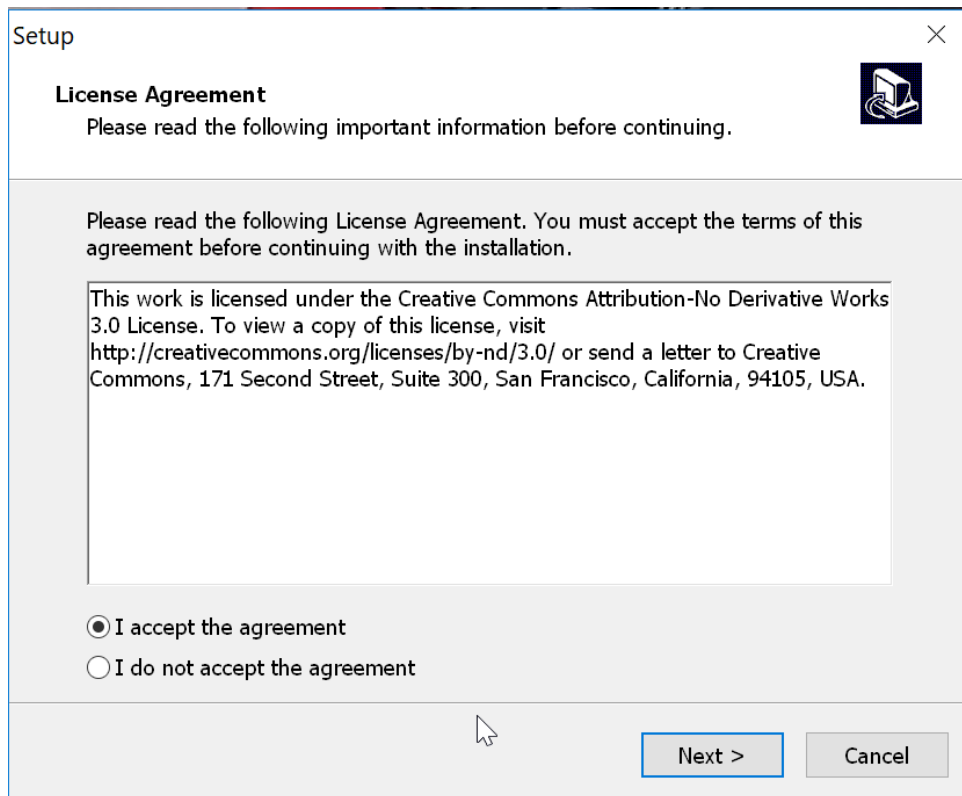 Setup
License Agreement
Please read the following important information before continuing.
Please read the following License Agreement. You must accept the terms of this
agreement before continuing with the installation.
This work is licensed under the Creative Commons Attribution-No Derivative Works
3.0 License. To view a copy of this license, visit
http://creativecommons.org/licenses/by-nd/3.0/ or send a letter to Creative
Commons, 171 Second Street, Suite 300, San Francisco, California, 94105, USA.
I accept the agreement
I do not accept the agreement
Next >
Cancel